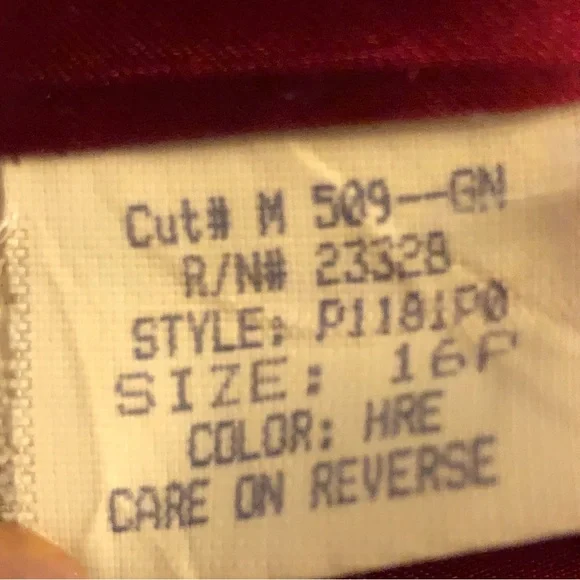 Cut# M 509--GN
R/N# 23328
STYLE: P1181P0
SIZE: 16P
COLOR: HRE
CARE ON REVERSE